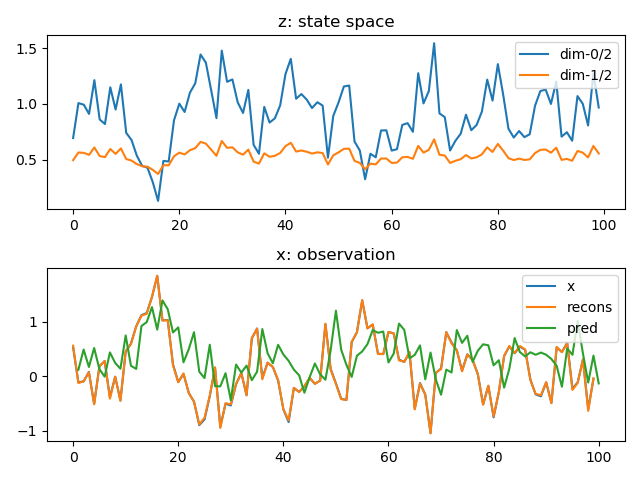 z: state space
1.5
1.0
0.5
dim-0/2
dim-1/2
0 20 40 60 80 100
x: observation
1
0
−1
x
recons
pred
0 20 40 60 80 100